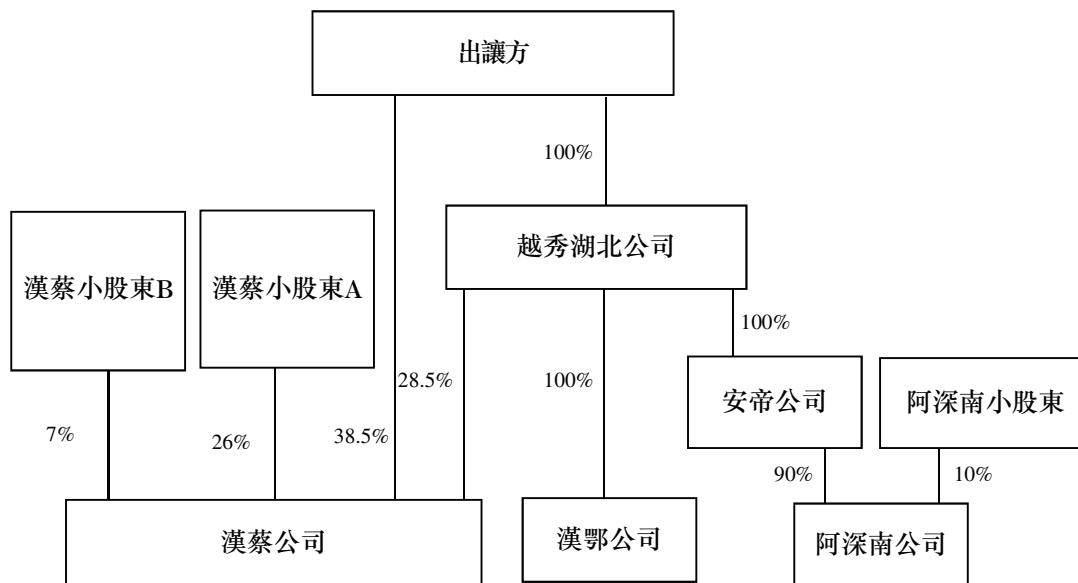 出讓方
100%
越秀湖北公司
漢蔡小股東B
漢蔡小股東A
100%
28.5%
100%
安帝公司
阿深南小股東
7%
26%
38.5%
90%
10%
漢蔡公司
漢鄂公司
阿深南公司